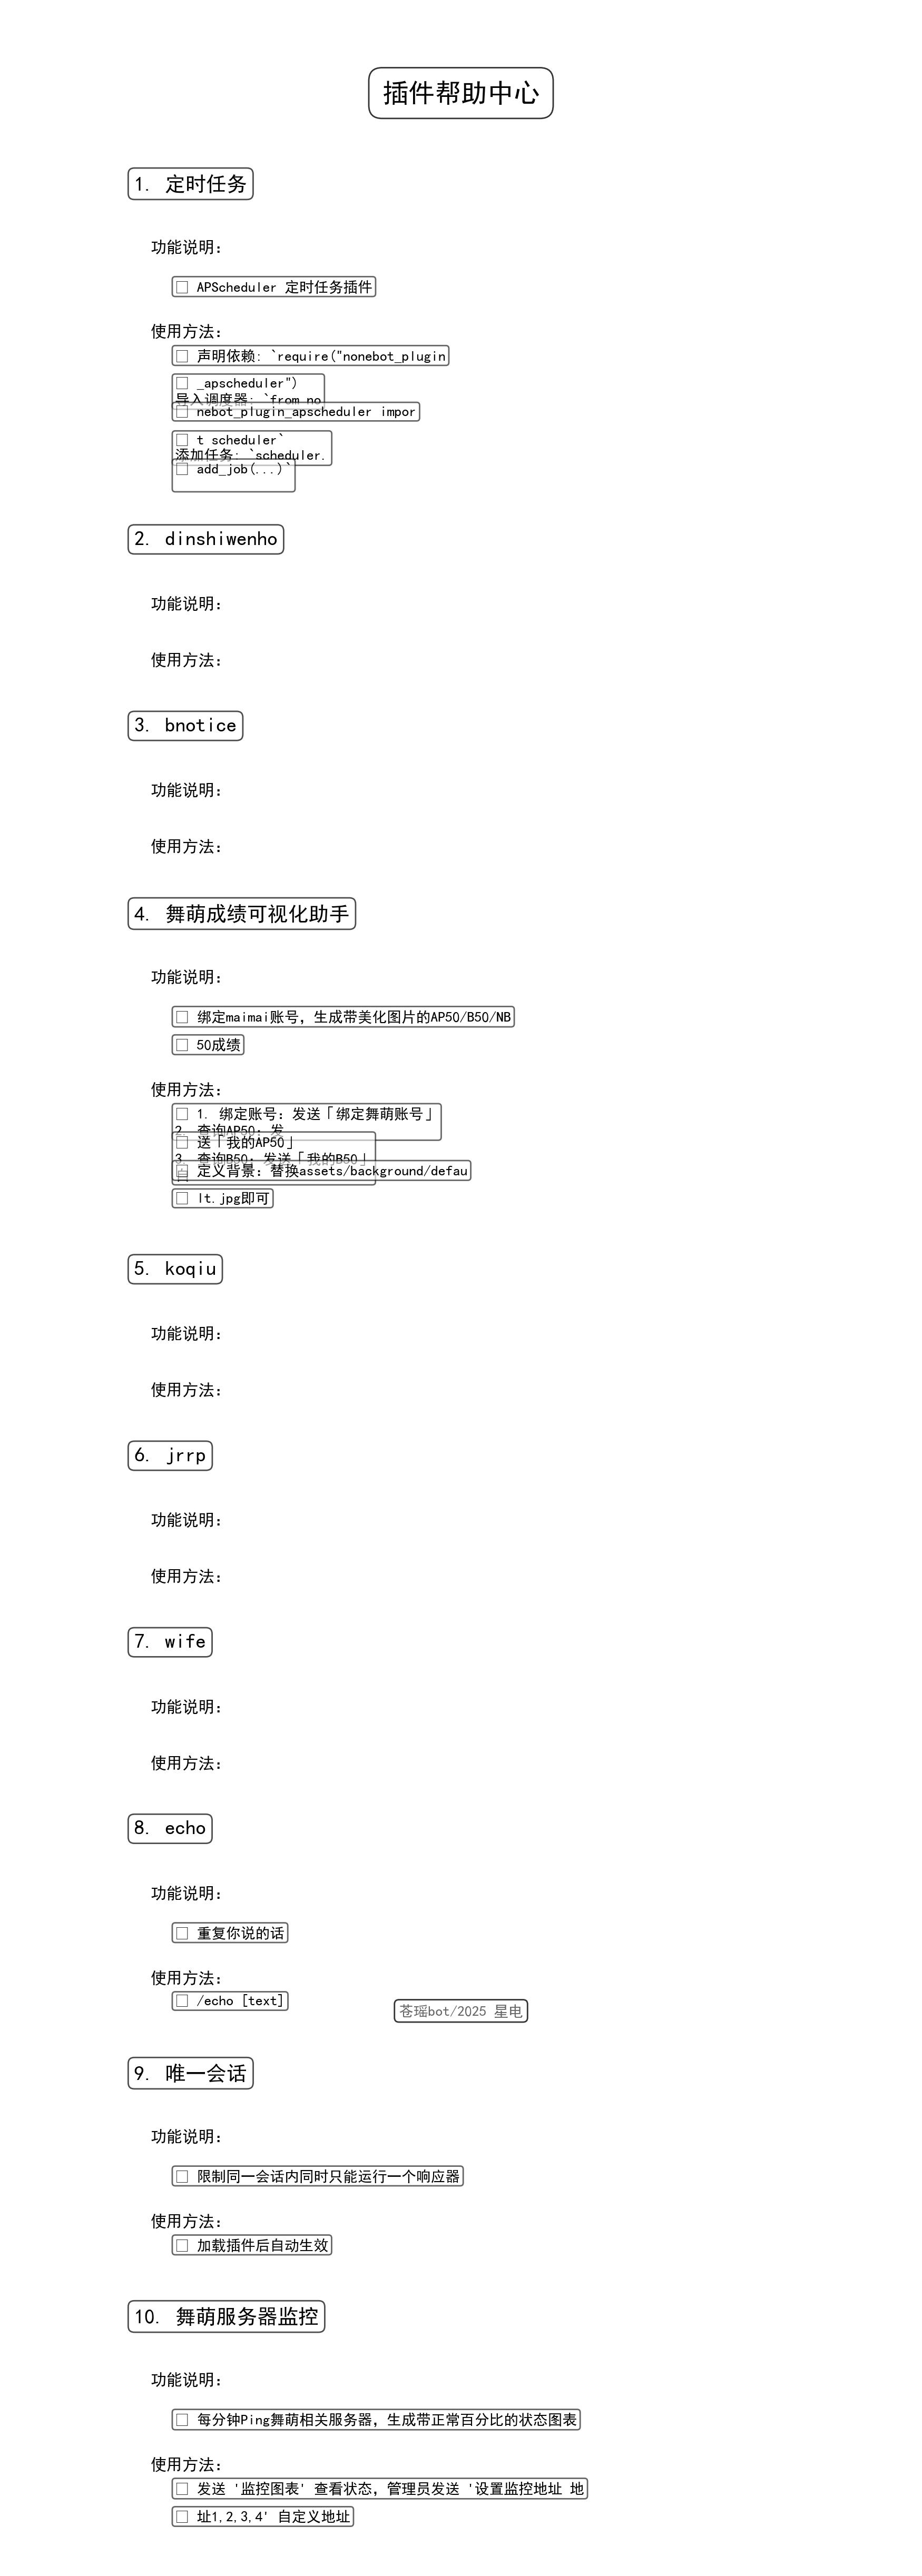 插件帮助中心
1. 定时任务
功能说明：
□ APScheduler 定时任务插件
使用方法：
□ 声明依赖: `require("nonebot_plugin
□ _apscheduler")
导入调度器: `from no
□ nebot_plugin_apscheduler impor
□ t scheduler`
添加任务: `scheduler.
□ add_job(...)`
2. dinshiwenho
功能说明：
使用方法：
3. bnotice
功能说明：
使用方法：
4. 舞萌成绩可视化助手
功能说明：
□ 绑定maimai账号，生成带美化图片的AP50/B50/NB
□ 50成绩
使用方法：
□ 1. 绑定账号：发送「绑定舞萌账号」
2. 查询AP50：发
□ 送「我的AP50」
3. 查询B50：发送「我的B50」
□ 定义背景：替换assets/background/defau
□ lt.jpg即可
5. koqiu
功能说明：
使用方法：
6. jrrp
功能说明：
使用方法：
7. wife
功能说明：
使用方法：
8. echo
功能说明：
□ 重复你说的话
使用方法：
□ /echo [text]
苍瑶bot/2025 星电
9. 唯一会话
功能说明：
□ 限制同一会话内同时只能运行一个响应器
使用方法：
□ 加载插件后自动生效
10. 舞萌服务器监控
功能说明：
□ 每分钟Ping舞萌相关服务器，生成带正常百分比的状态图表
使用方法：
□ 发送 '监控图表' 查看状态，管理员发送 '设置监控地址 地
□ 址1,2,3,4' 自定义地址